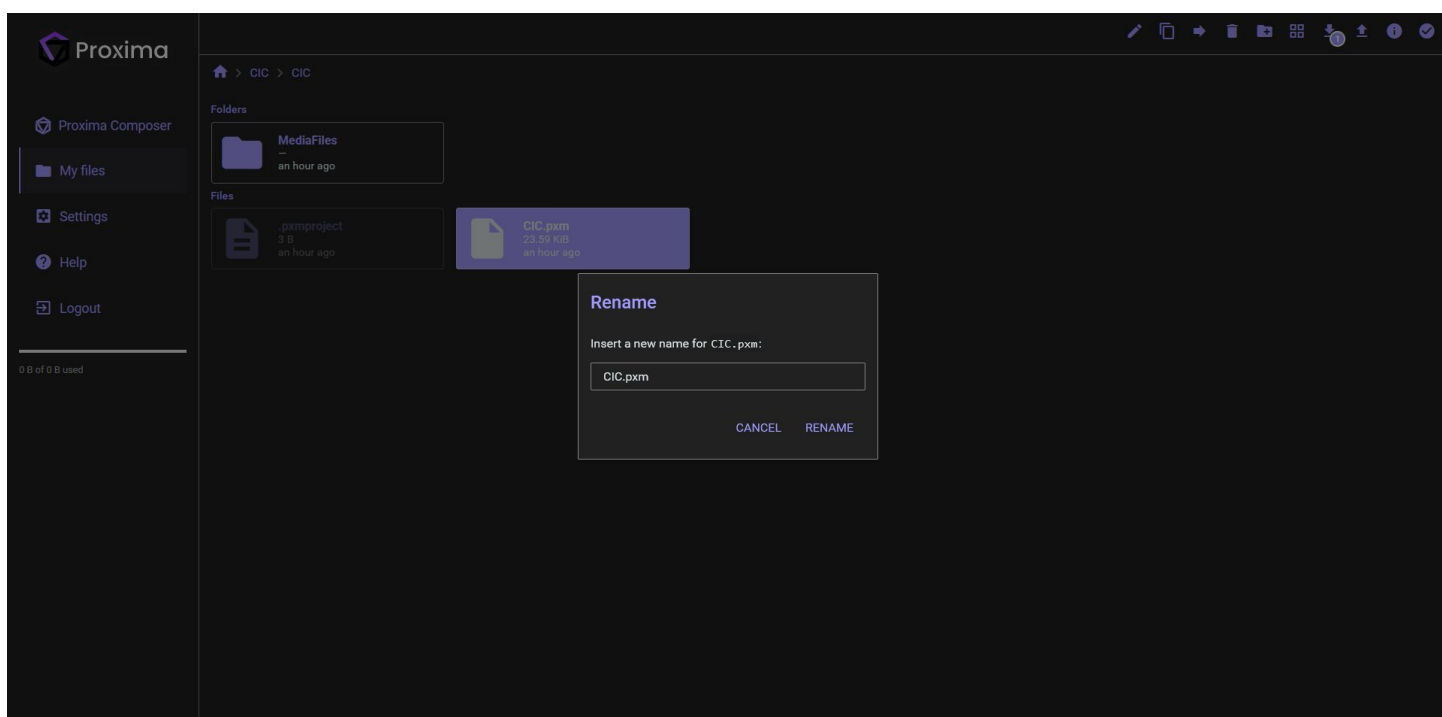 Proxima
CIC > CIC
Proxima Composer
My files
Settings
Help
Logout
0 B of 0 B used
Folders
MediaFiles
—
an hour ago
Files
.pxmproject
3 B
an hour ago
CIC.pxm
23.59 KiB
an hour ago
1
Rename
Insert a new name for CIC.pxm:
CIC.pxm
CANCEL RENAME